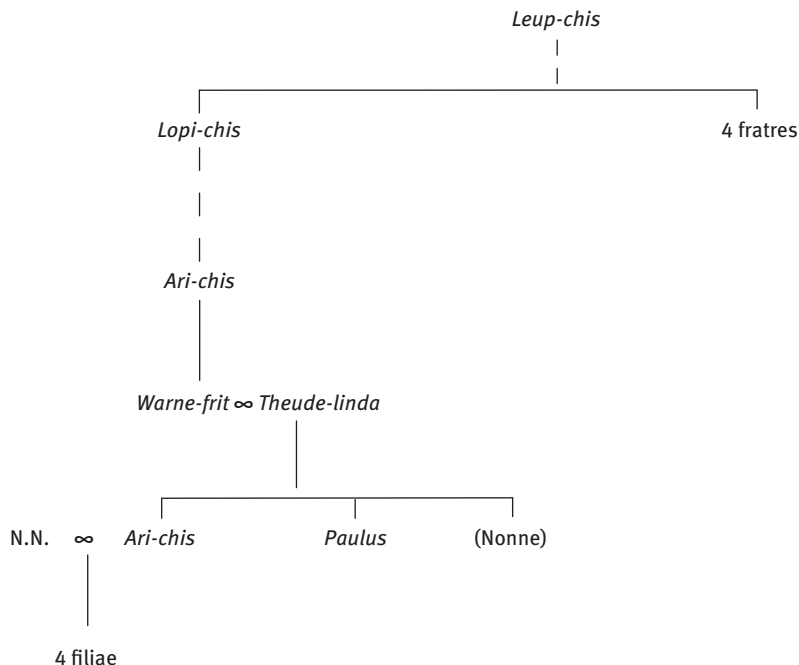 Leup-chis
Lopi-chis 4 fratres
Ari-chis
Warne-frit ∞ Theude-linda
N.N. ∞ Ari-chis Paulus (Nonne)
4 filiae